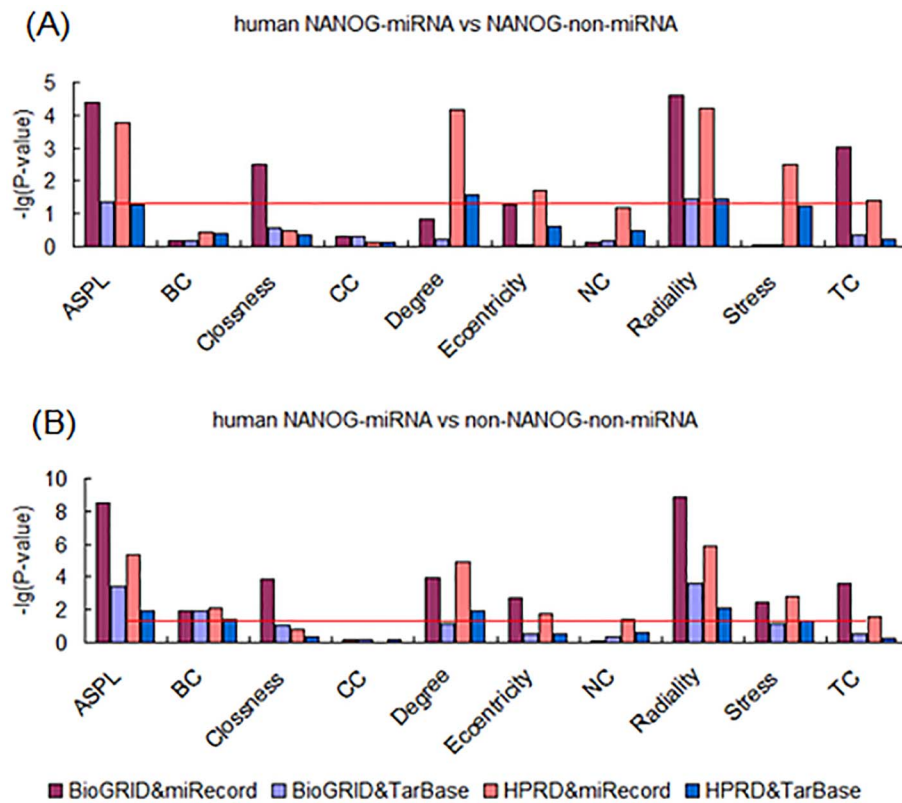 (A)
human NANOG-miRNA vs NANOG-non-miRNA
-lg(P-value)
5
4
3
2
1
0
ASPL BC Clossness CC Degree Eccentricity NC Radiality Stress TC
(B)
human NANOG-miRNA vs non-NANOG-non-miRNA
-lg(P-value)
10
8
6
4
2
0
ASPL BC Clossness CC Degree Eccentricity NC Radiality Stress TC
BioGRID&miRecord BioGRID&TarBase HPRD&miRecord HPRD&TarBase